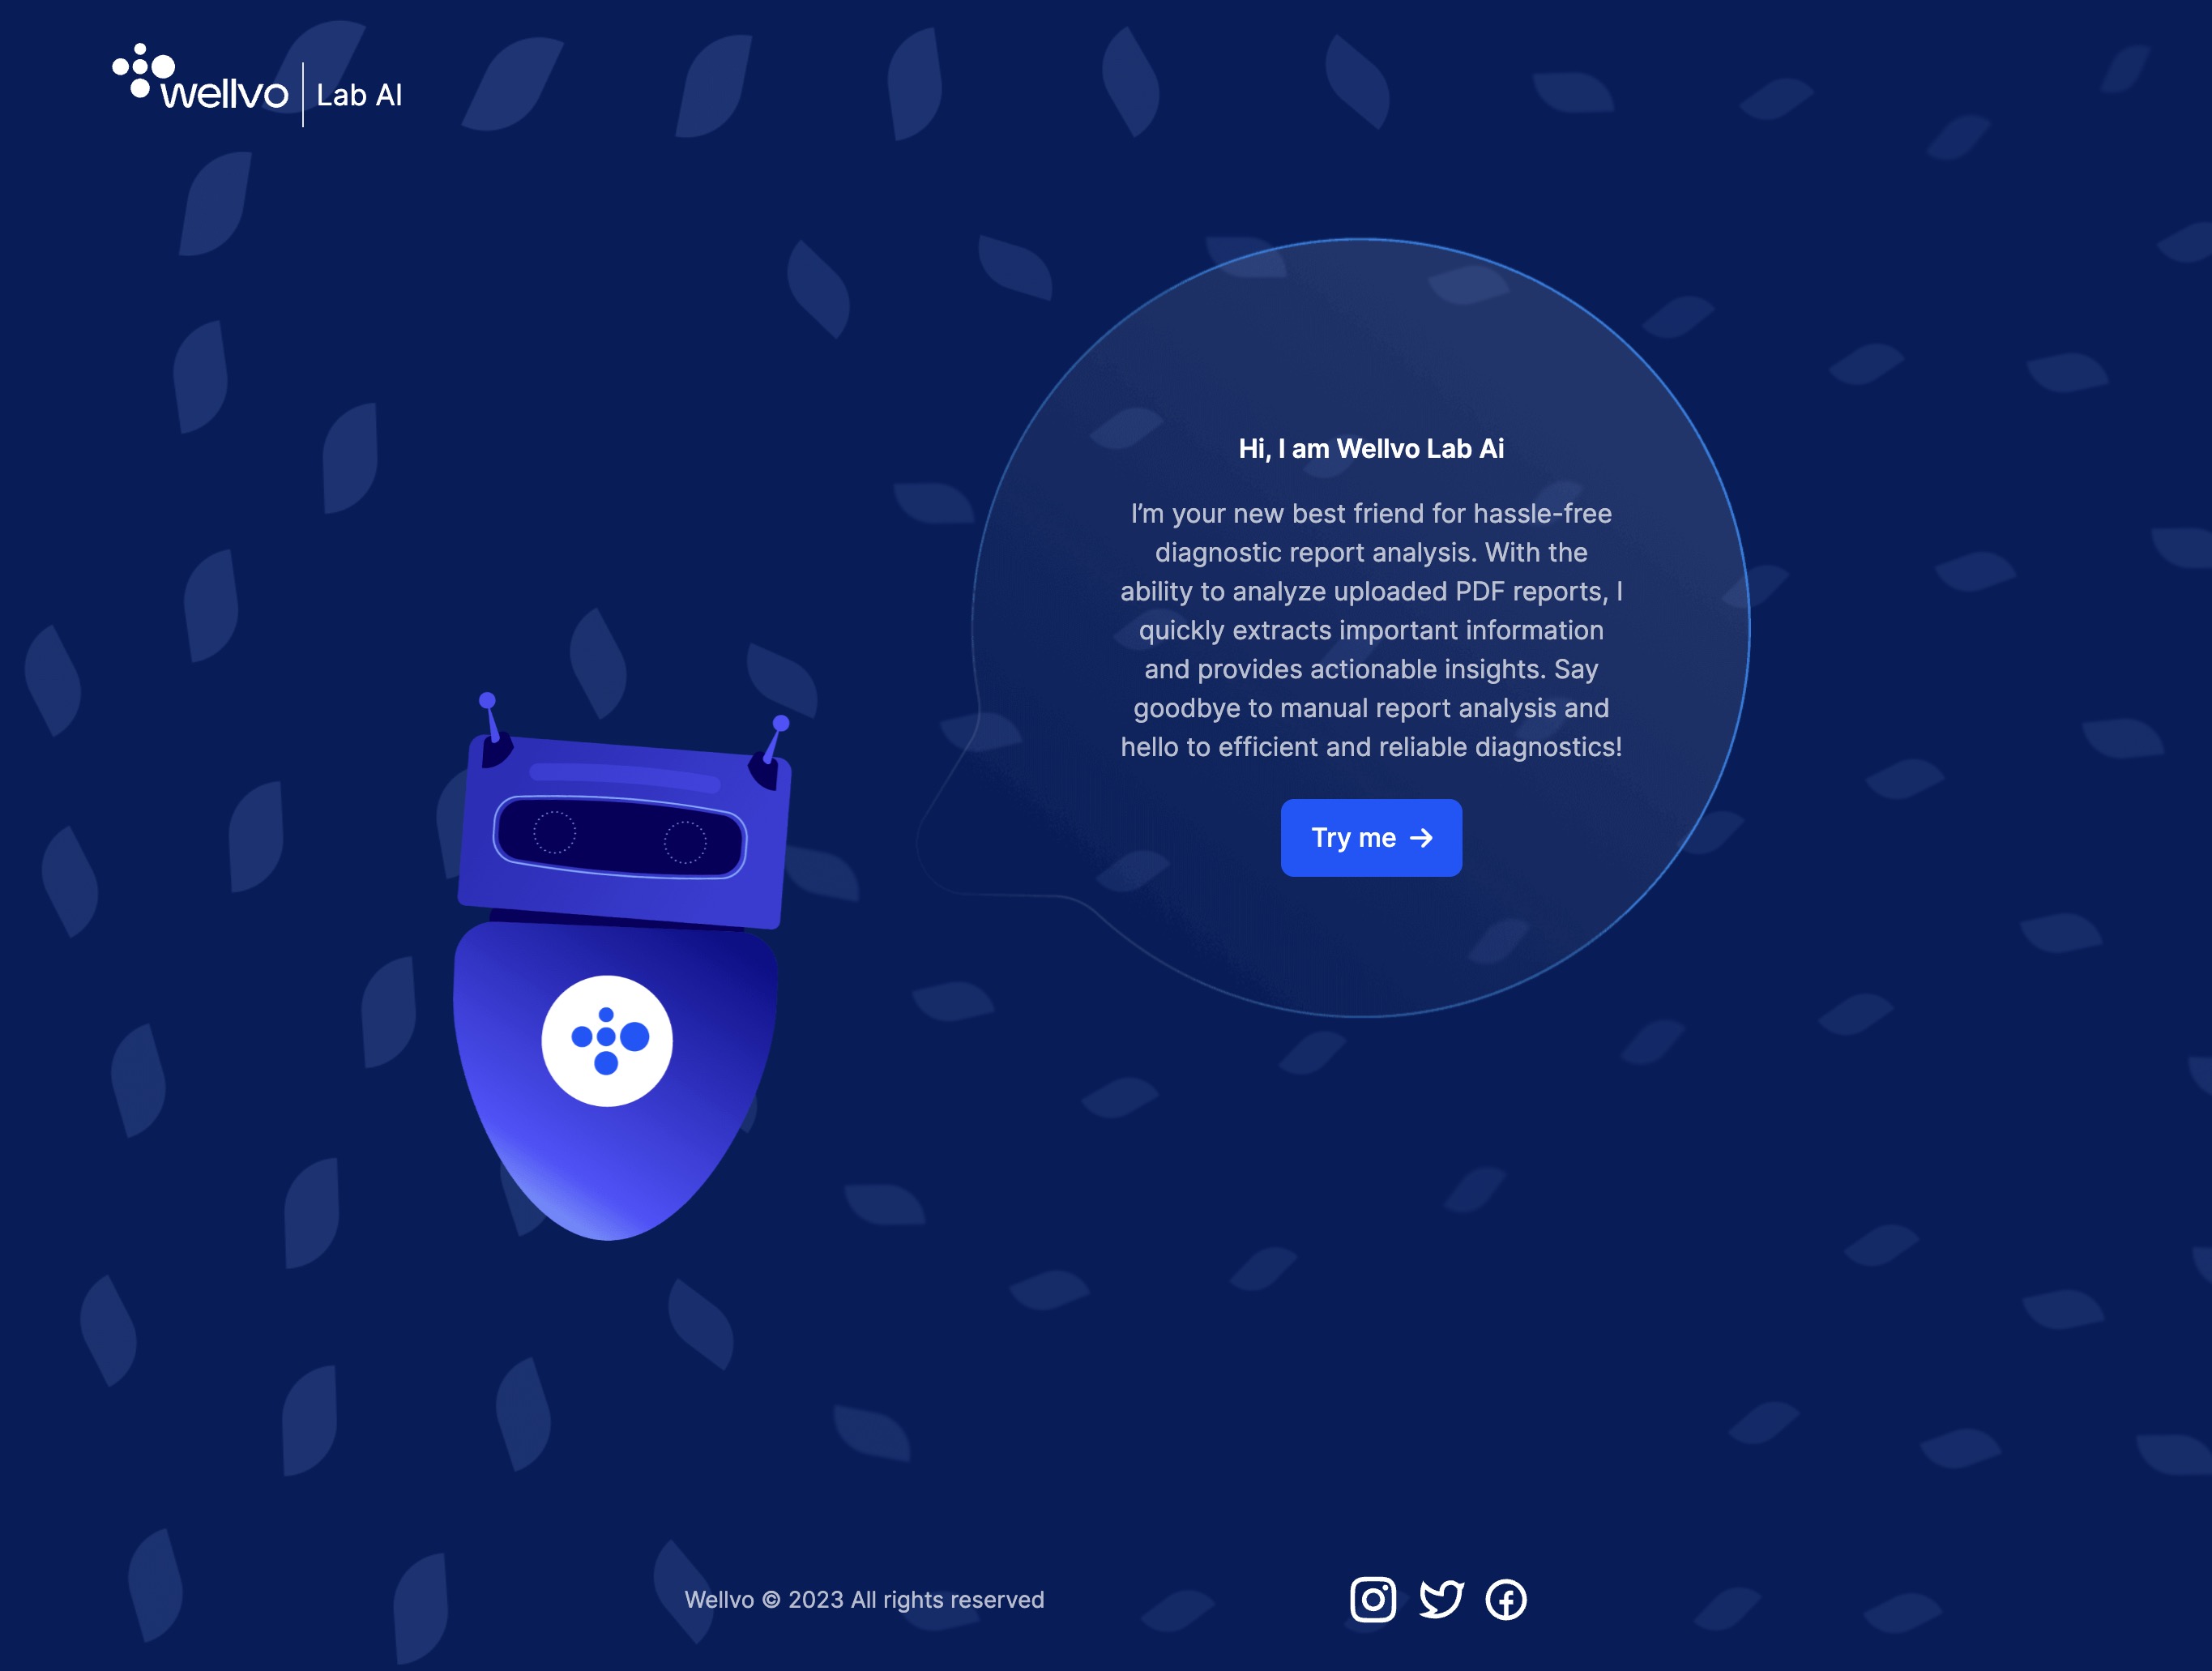 wellvo Lab AI
Hi, I am Wellvo Lab Ai
I’m your new best friend for hassle-free
diagnostic report analysis. With the
ability to analyze uploaded PDF reports, I
quickly extracts important information
and provides actionable insights. Say
goodbye to manual report analysis and
hello to efficient and reliable diagnostics!
Try me
Wellvo © 2023 All rights reserved